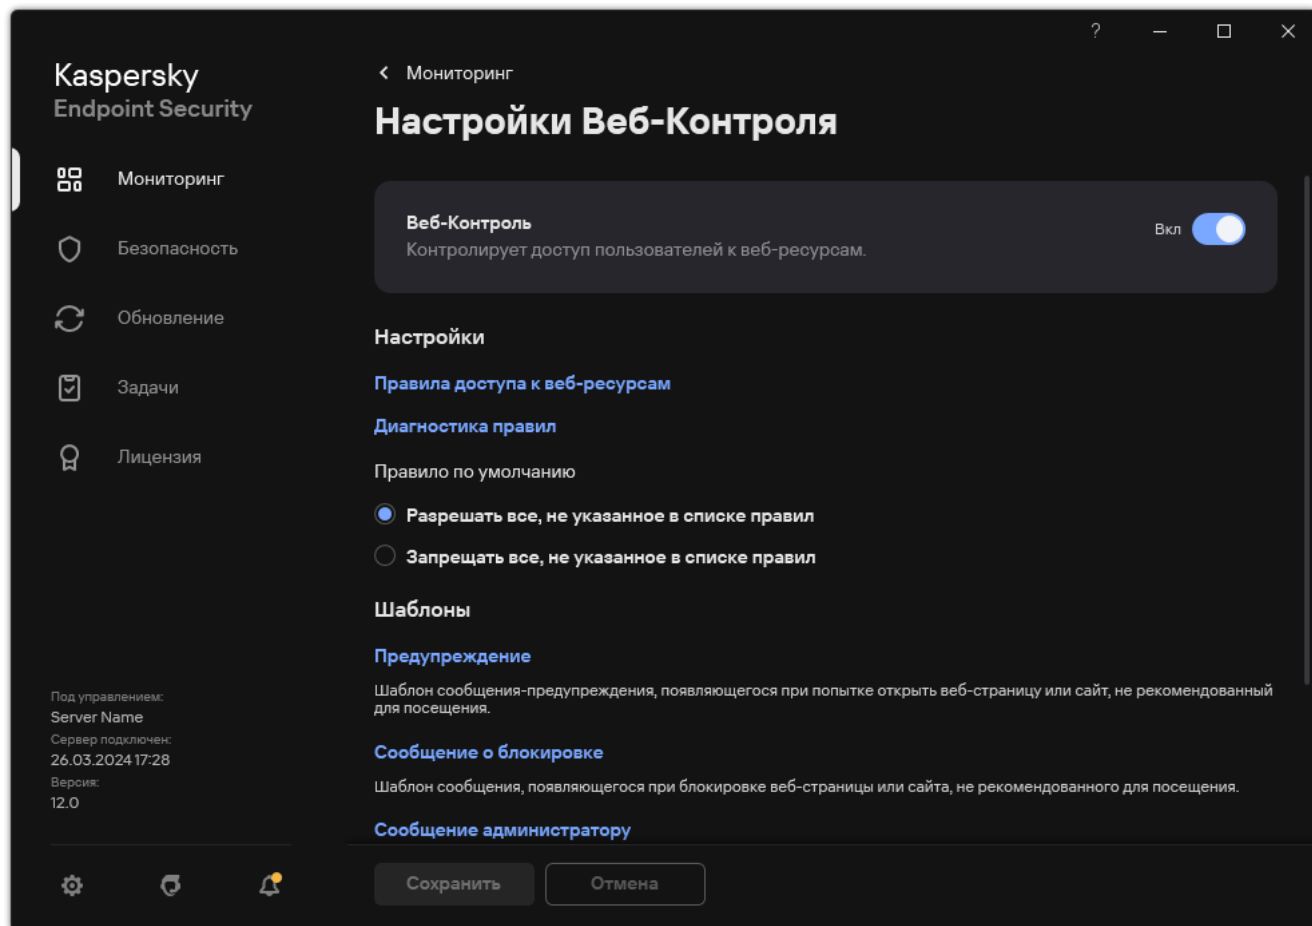 ?
Kaspersky
Endpoint Security
Мониторинг
Безопасность
Обновление
Задачи
Лицензия
Под управлением:
Server Name
Сервер подключен:
26.03.2024 17:28
Версия:
12.0
Мониторинг
Настройки Веб-Контроля
Веб-Контроль
Контролирует доступ пользователей к веб-ресурсам.
Вкл
Настройки
Правила доступа к веб-ресурсам
Диагностика правил
Правило по умолчанию
Разрешать все, не указанное в списке правил
Запрещать все, не указанное в списке правил
Шаблоны
Предупреждение
Шаблон сообщения-предупреждения, появляющегося при попытке открыть веб-страницу или сайт, не рекомендованный
для посещения.
Сообщение о блокировке
Шаблон сообщения, появляющегося при блокировке веб-страницы или сайта, не рекомендованного для посещения.
Сообщение администратору
Сохранить
Отмена